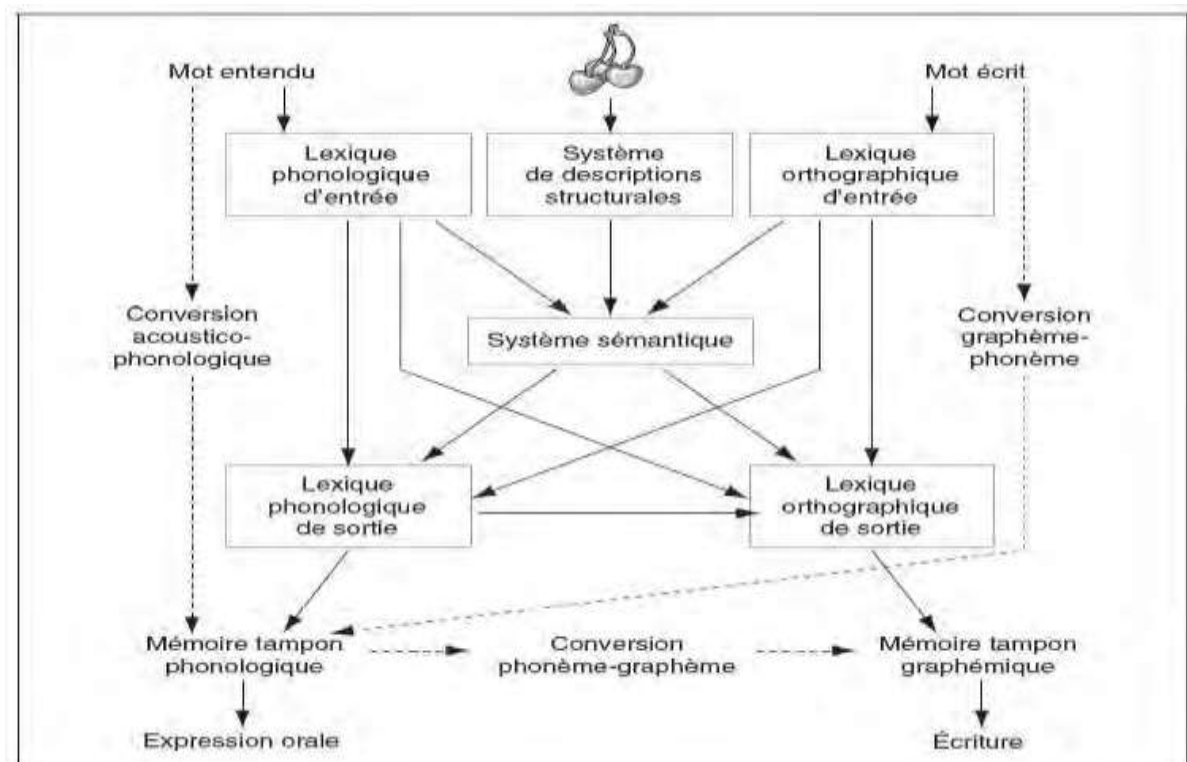 Mot entendu
Mot écrit
Lexique
phonologique
d'entrée
Système
de descriptions
structurales
Lexique
orthographique
d'entrée
Conversion
acoustico-
phonologique
Système sémantique
Conversion
graphème-
phonème
Lexique
phonologique
de sortie
Lexique
orthographique
de sortie
Mémoire tampon
phonologique
Conversion
phonème-graphème
Mémoire tampon
graphémique
Expression orale
Écriture